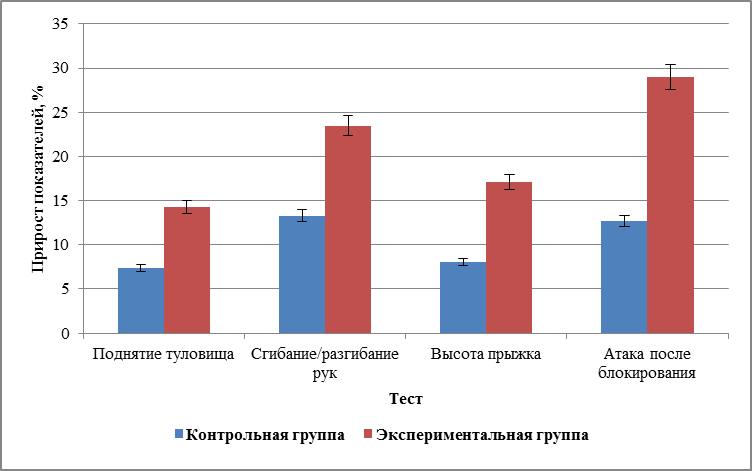 35
30
25
20
15
10
5
0
Прирост показателей, %
Поднятие туловища
Сгибание/разгибание
рук
Высота прыжка
Атака после
блокирования
Тест
Контрольная группа
Экспериментальная группа